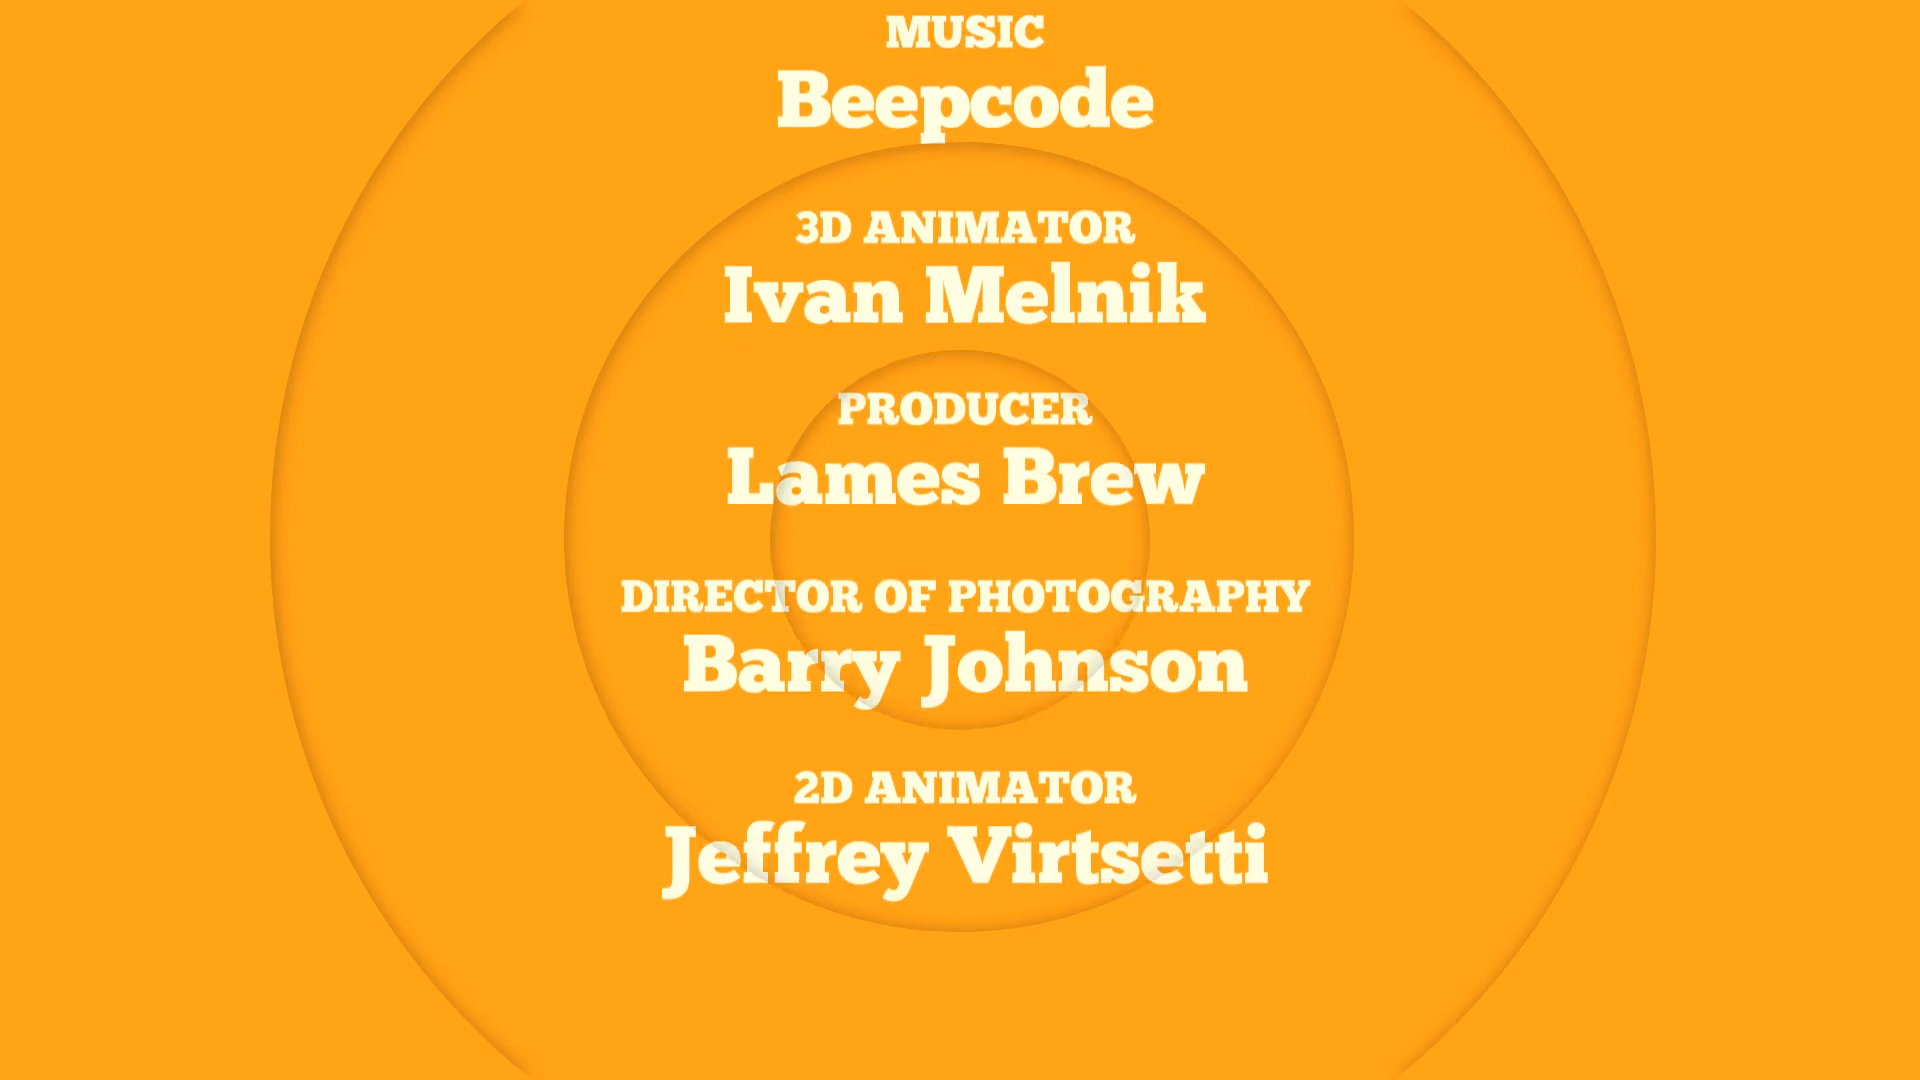 MUSIC
Beepcode
3D ANIMATOR
Ivan Melnik
PRODUCER
Lames Brew
DIRECTOR OF PHOTOGRAPHY
Barry Johnson
2D ANIMATOR
Jeffrey Virtsetti